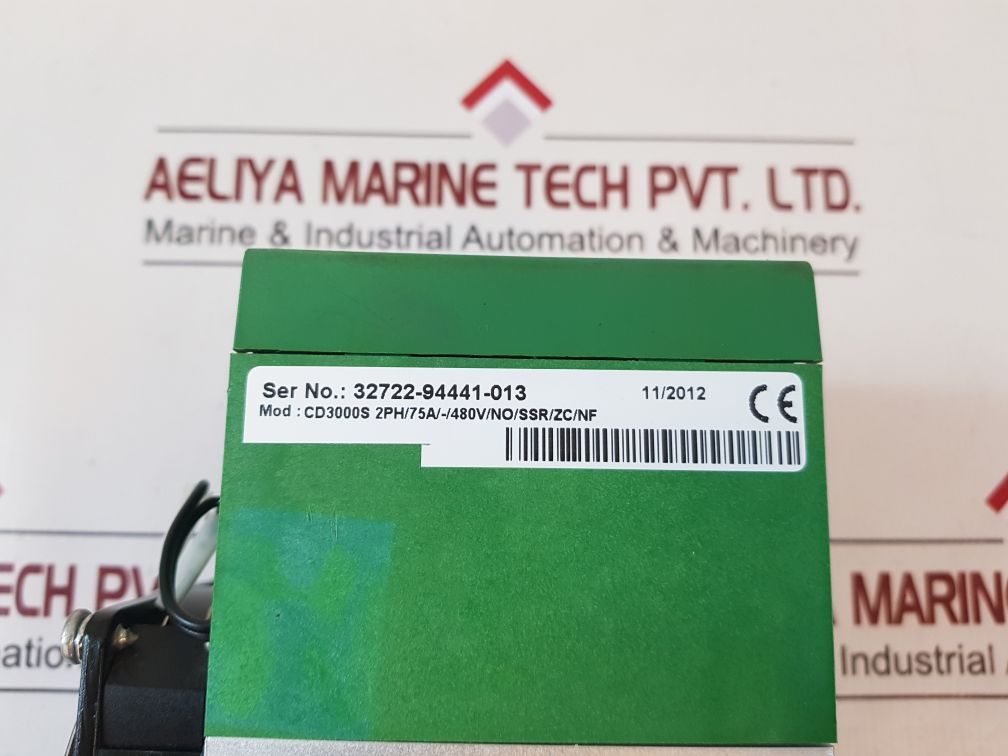 AELIYA MARINE TECH PVT. LTD.
Marine & Industrial Automation & Machinery
Ser No.: 32722-94441-013
11/2012
CE
Mod : CD3000S 2PH/75A/-/480V/NO/SSR/ZC/NF
ECH PV
MARIN
Industrial